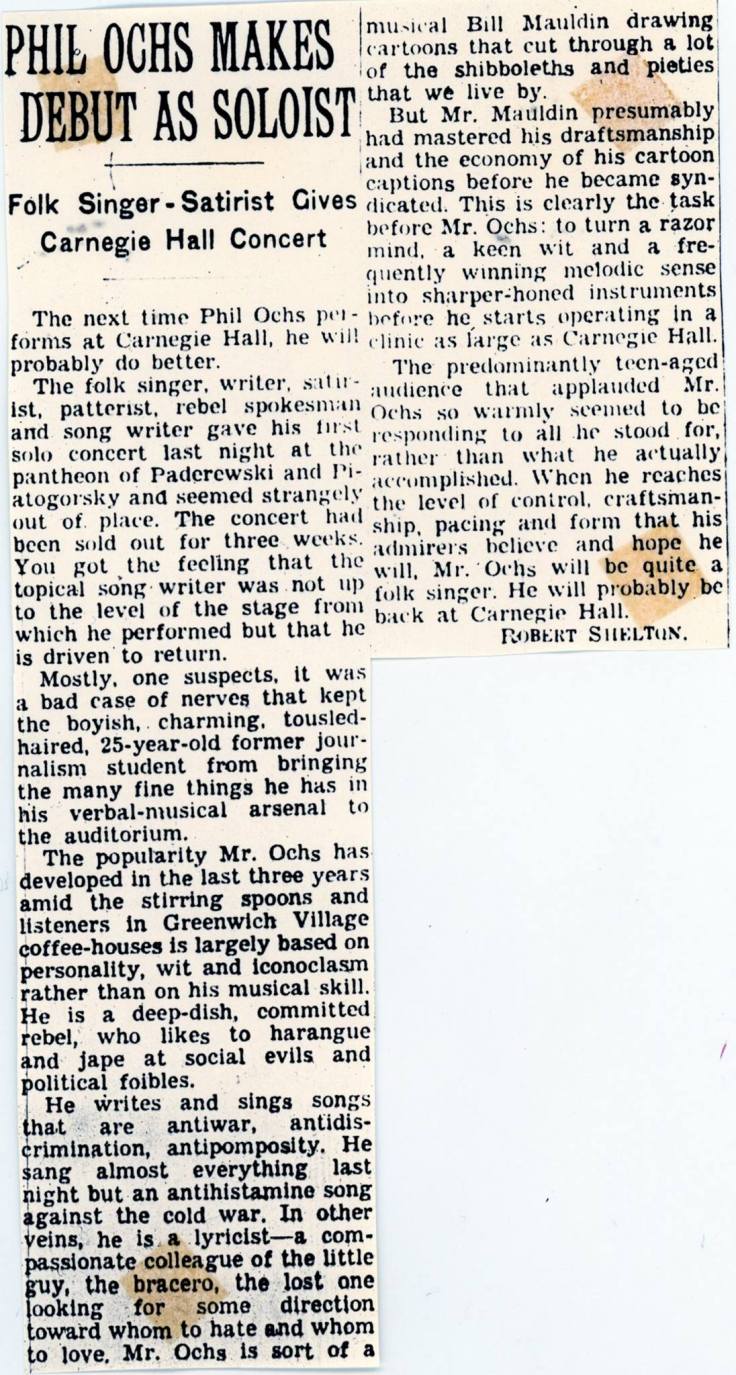 PHIL OCHS MAKES
DEBUT AS SOLOIST
Folk Singer-Satirist Gives
Carnegie Hall Concert
The next time Phil Ochs per-
forms at Carnegie Hall, he will
probably do better.
The folk singer, writer, satir-
ist, patterist, rebel spokesman
and song writer gave his first
solo concert last night at the
pantheon of Paderewski and Pi-
atogorsky and seemed strangely
out of place. The concert had
been sold out for three weeks.
You got the feeling that the
topical song writer was not up
to the level of the stage from
which he performed but that he
is driven to return.
Mostly, one suspects, it was
a bad case of nerves that kept
the boyish, charming, tousled-
haired, 25-year-old former jour-
nalism student from bringing
the many fine things he has in
his verbal-musical arsenal to
the auditorium.
The popularity Mr. Ochs has
developed in the last three years
amid the stirring spoons and
listeners in Greenwich Village
coffee-houses is largely based on
personality, wit and iconoclasm
rather than on his musical skill.
He is a deep-dish, committed
rebel, who likes to harangue
and jape at social evils and
political foibles.
He writes and sings songs
that are antiwar, antidis-
crimination, antipomposity. He
sang almost everything last
night but an antihistamine song
against the cold war. In other
veins, he is a lyricist—a com-
passionate colleague of the little
guy, the bracero, the lost one
looking for some direction
toward whom to hate and whom
to love. Mr. Ochs is sort of a
musical Bill Mauldin drawing
cartoons that cut through a lot
of the shibboleths and pieties
that we live by.
But Mr. Mauldin presumably
had mastered his draftsmanship
and the economy of his cartoon
captions before he became syn-
dicated. This is clearly the task
before Mr. Ochs: to turn a razor
mind, a keen wit and a fre-
quently winning melodic sense
into sharper-honed instruments
before he starts operating in a
clinic as large as Carnegie Hall.
The predominantly teen-aged
audience that applauded Mr.
Ochs so warmly seemed to be
responding to all he stood for,
rather than what he actually
accomplished. When he reaches
the level of control, craftsman-
ship, pacing and form that his
admirers believe and hope he
will, Mr. Ochs will be quite a
folk singer. He will probably be
back at Carnegie Hall.
ROBERT SHELTON.